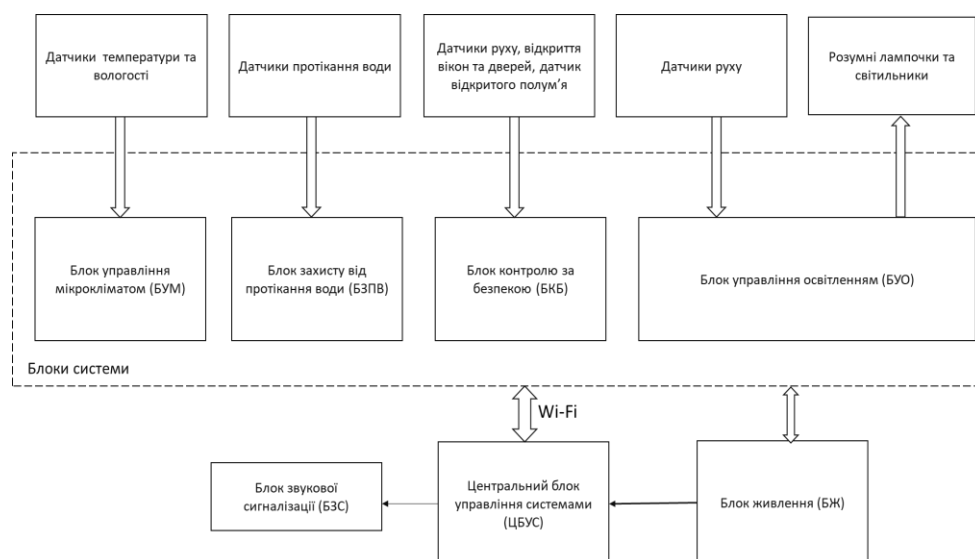 Датчики температури та
вологості
Датчики протікання води
Датчики руху, відкриття
вікон та дверей, датчик
відкритого полум’я
Датчики руху
Розумні лампочки та
світильники
Блок управління
мікрокліматом (БУМ)
Блок захисту від
протікання води (БЗПВ)
Блок контролю за
безпекою (БКБ)
Блок управління освітленням (БУО)
Блоки системи
Wi-Fi
Блок звукової
сигналізації (БЗС)
Центральний блок
управління системами
(ЦБУС)
Блок живлення (БЖ)